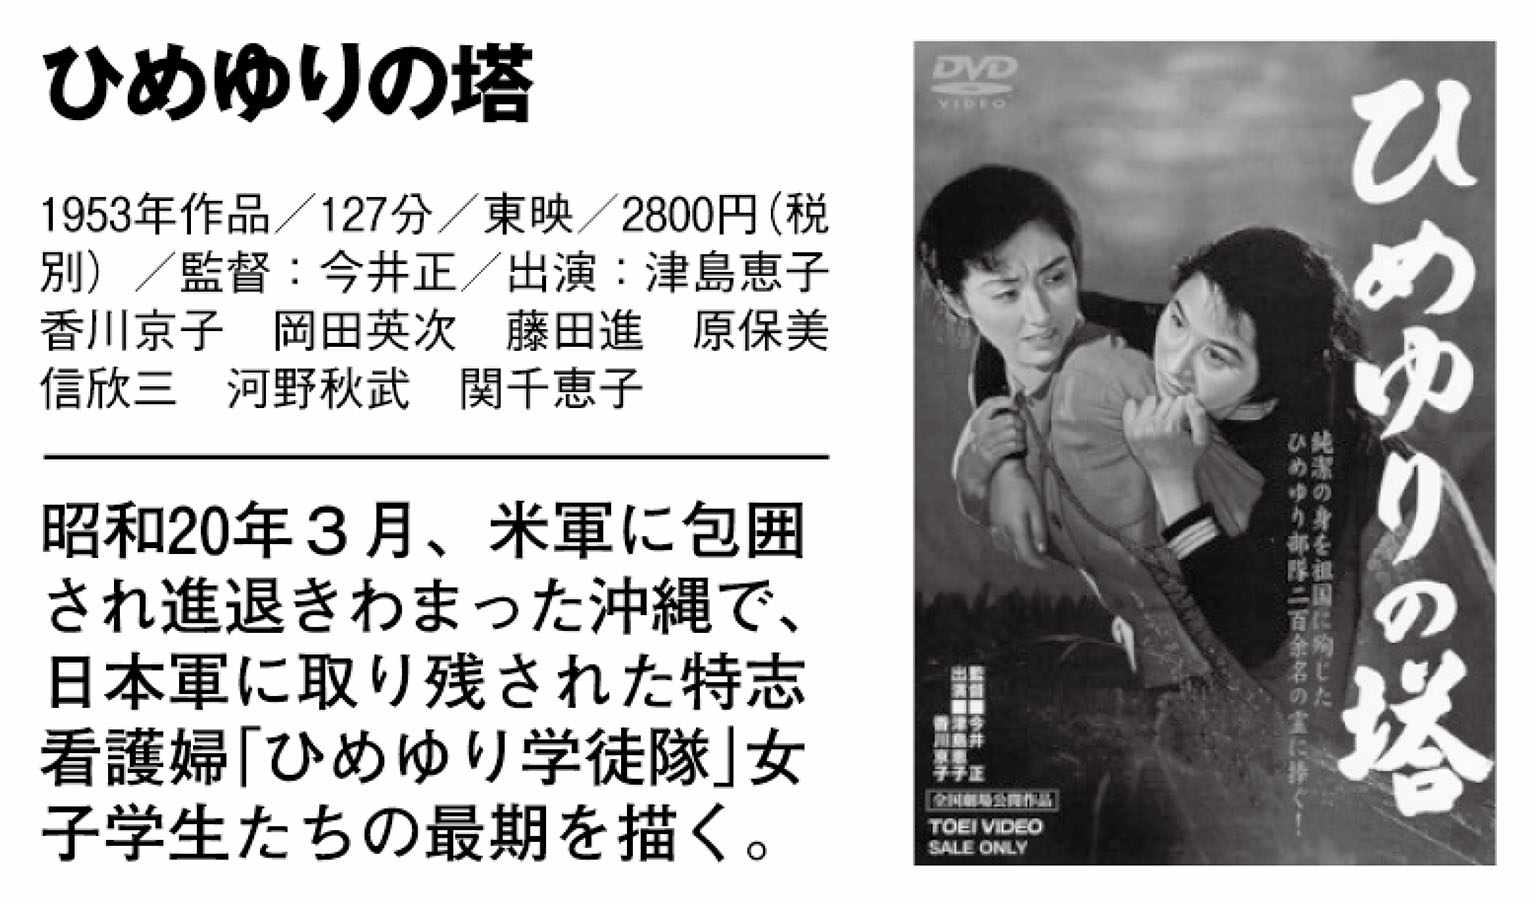 ひめゆりの塔
1953年作品／127分／東映／2800円（税
別）／監督：今井正／出演：津島恵子
香川京子　岡田英次　藤田進　原保美
信欣三　河野秋武　関千恵子
昭和20年３月、米軍に包囲
され進退きわまった沖縄で、
日本軍に取り残された特志
看護婦「ひめゆり学徒隊」女
子学生たちの最期を描く。
DVD
VIDEO
ひめゆりの塔
純潔の身を祖国に殉じた
ひめゆり部隊二百余名の霊に捧ぐ！
監督■今井正
出演■津島恵子
香川京子
全国劇場公開作品
TOEI VIDEO
SALE ONLY